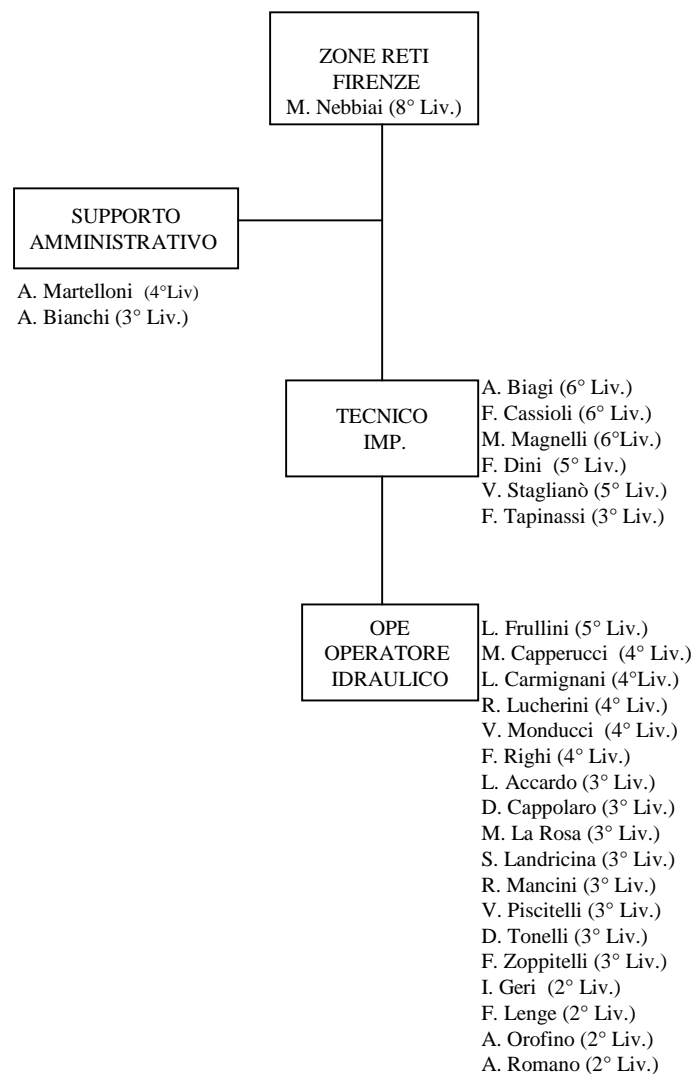 ZONE RETI
FIRENZE
M. Nebbiai (8° Liv.)
SUPPORTO
AMMINISTRATIVO
A. Martelloni (4°Liv)
A. Bianchi (3° Liv.)
TECNICO
IMP.
A. Biagi (6° Liv.)
F. Cassioli (6° Liv.)
M. Magnelli (6°Liv.)
F. Dini (5° Liv.)
V. Staglianò (5° Liv.)
F. Tapinassi (3° Liv.)
OPE
OPERATORE
IDRAULICO
L. Frullini (5° Liv.)
M. Capperucci (4° Liv.)
L. Carmignani (4°Liv.)
R. Lucherini (4° Liv.)
V. Monducci (4° Liv.)
F. Righi (4° Liv.)
L. Accardo (3° Liv.)
D. Cappolaro (3° Liv.)
M. La Rosa (3° Liv.)
S. Landricina (3° Liv.)
R. Mancini (3° Liv.)
V. Piscitelli (3° Liv.)
D. Tonelli (3° Liv.)
F. Zoppitelli (3° Liv.)
I. Geri (2° Liv.)
F. Lenge (2° Liv.)
A. Orofino (2° Liv.)
A. Romano (2° Liv.)